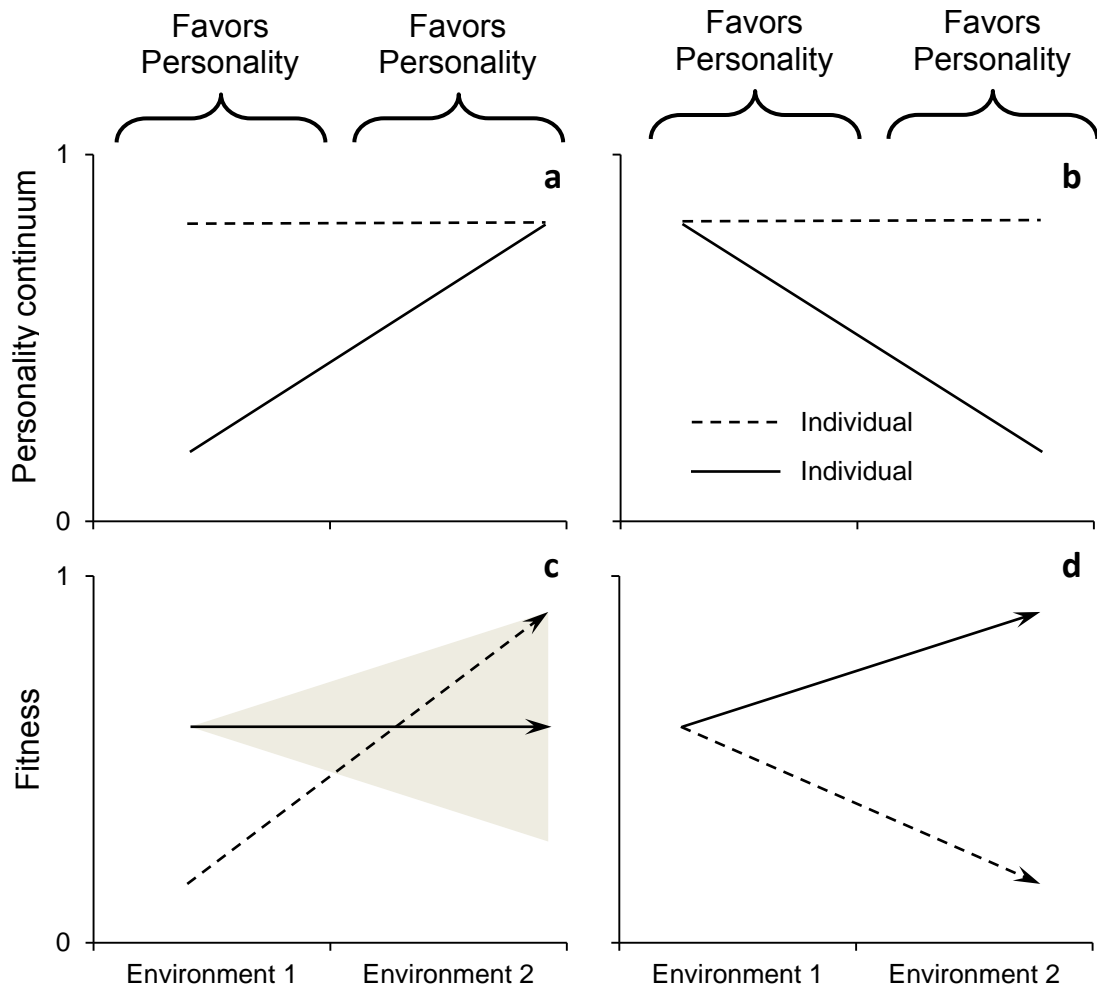 Favors
Personality
Favors
Personality
Favors
Personality
Favors
Personality
1
a
b
Personality continuum
Individual
Individual
0
1
c
d
Fitness
0
Environment 1
Environment 2
Environment 1
Environment 2